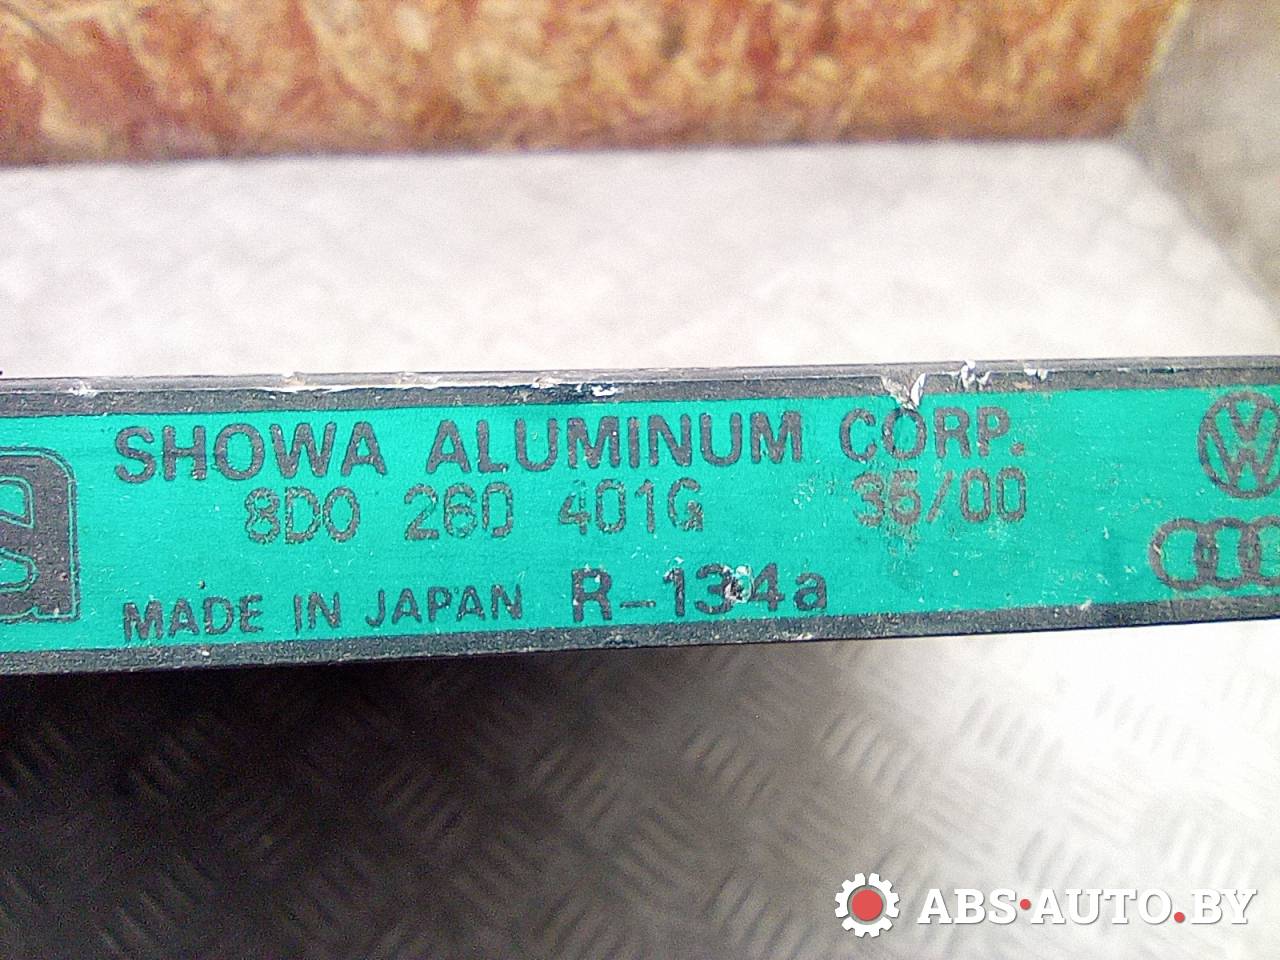 SHOWA ALUMINUM CORP.
8D0 260 401G 35/00
MADE IN JAPAN R-134a
ABS·AUTO.BY